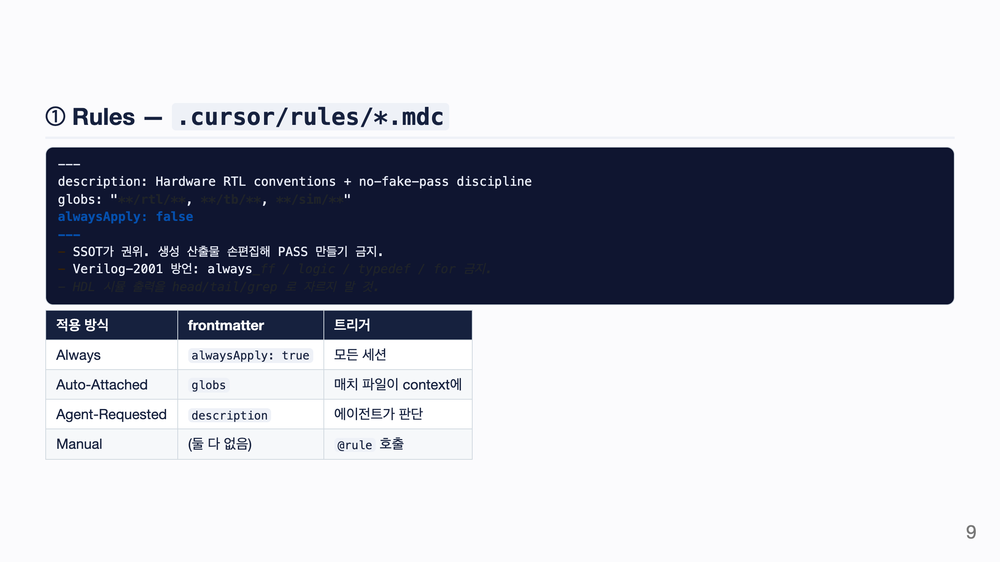 ① Rules — .cursor/rules/*.mdc
---
description: Hardware RTL conventions + no-fake-pass discipline
globs: "**/rtl/**, **/tb/**, **/sim/**"
alwaysApply: false
---
- SSOT가 권위. 생성 산출물 손편집해 PASS 만들기 금지.
- Verilog-2001 방언: always_ff / logic / typedef / for 금지.
- HDL 시뮬 출력을 head/tail/grep 로 자르지 말 것.
적용 방식 frontmatter 트리거
Always alwaysApply: true 모든 세션
Auto-Attached globs 매치 파일이 context에
Agent-Requested description 에이전트가 판단
Manual (둘 다 없음) @rule 호출
9